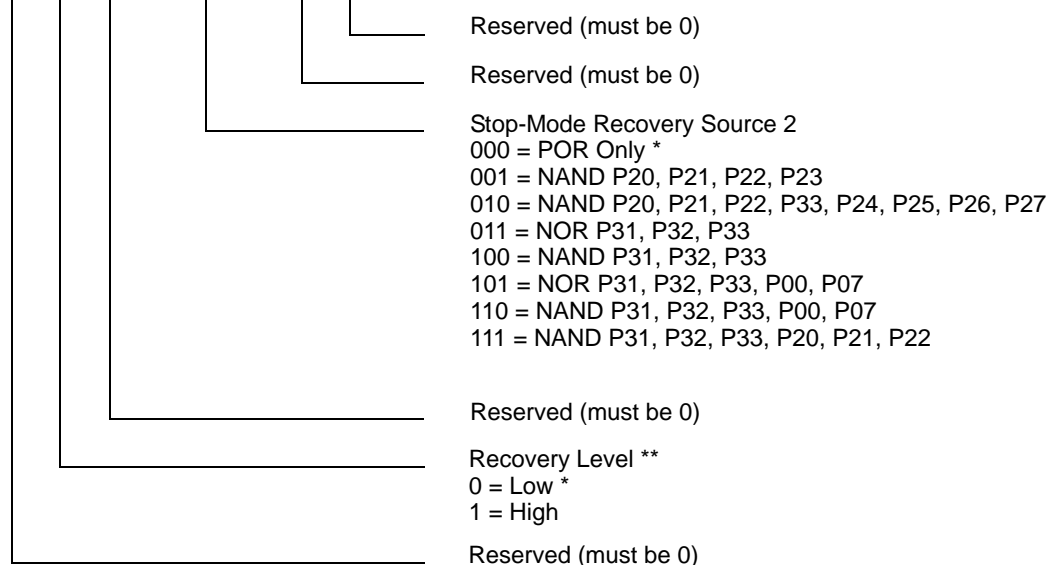 Reserved (must be 0)
Reserved (must be 0)
Stop-Mode Recovery Source 2
000 = POR Only *
001 = NAND P20, P21, P22, P23
010 = NAND P20, P21, P22, P33, P24, P25, P26, P27
011 = NOR P31, P32, P33
100 = NAND P31, P32, P33
101 = NOR P31, P32, P33, P00, P07
110 = NAND P31, P32, P33, P00, P07
111 = NAND P31, P32, P33, P20, P21, P22
Reserved (must be 0)
Recovery Level **
0 = Low *
1 = High
Reserved (must be 0)